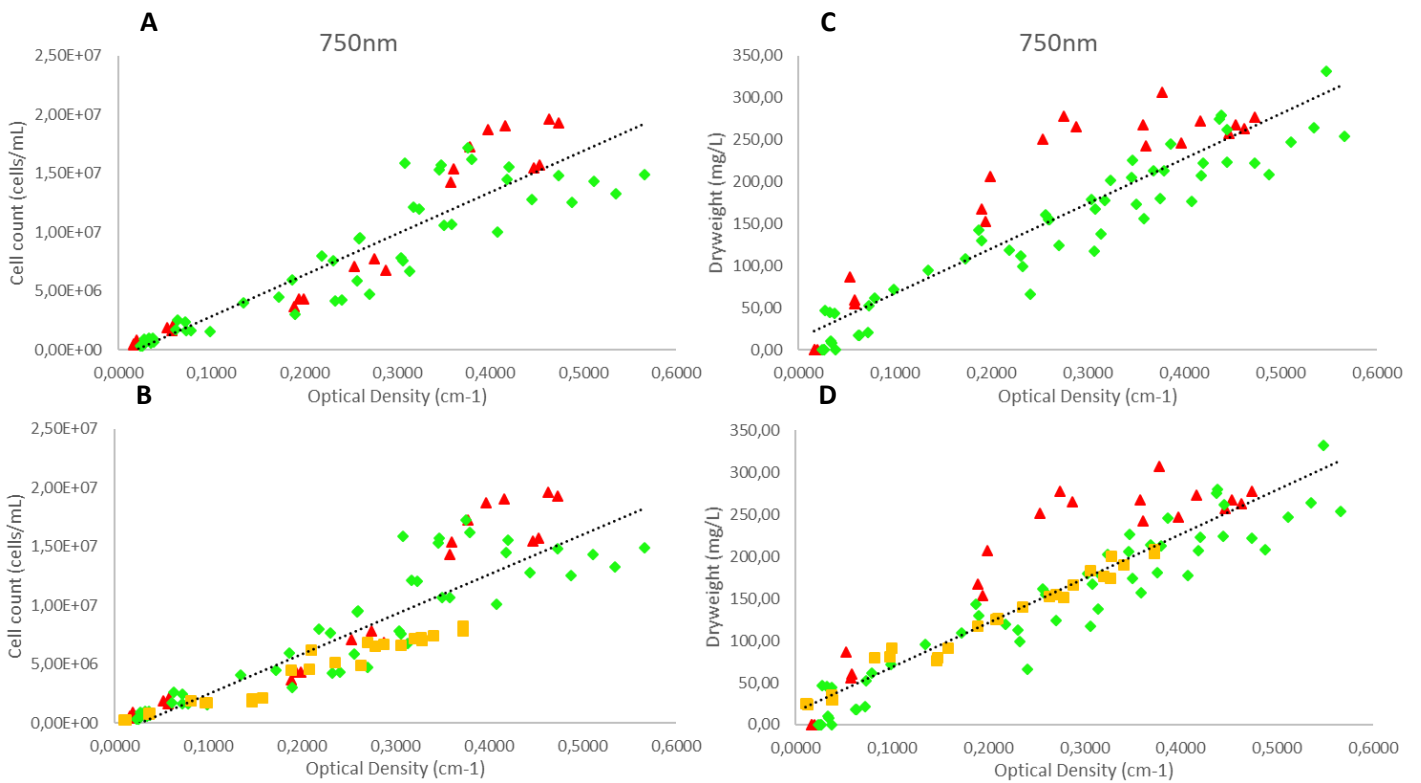 A
750nm
Cell count (cells/mL)
2,50E+07
2,00E+07
1,50E+07
1,00E+07
5,00E+06
0,00E+00
0,0000 0,1000 0,2000 0,3000 0,4000 0,5000 0,6000
Optical Density (cm-1)
C
750nm
Dryweight (mg/L)
350,00
300,00
250,00
200,00
150,00
100,00
50,00
0,00
0,0000 0,1000 0,2000 0,3000 0,4000 0,5000 0,6000
Optical Density (cm-1)
B
Cell count (cells/mL)
2,50E+07
2,00E+07
1,50E+07
1,00E+07
5,00E+06
0,00E+00
0,0000 0,1000 0,2000 0,3000 0,4000 0,5000 0,6000
Optical Density (cm-1)
D
Dryweight (mg/L)
350,00
300,00
250,00
200,00
150,00
100,00
50,00
0,00
0,0000 0,1000 0,2000 0,3000 0,4000 0,5000 0,6000
Optical Density (cm-1)